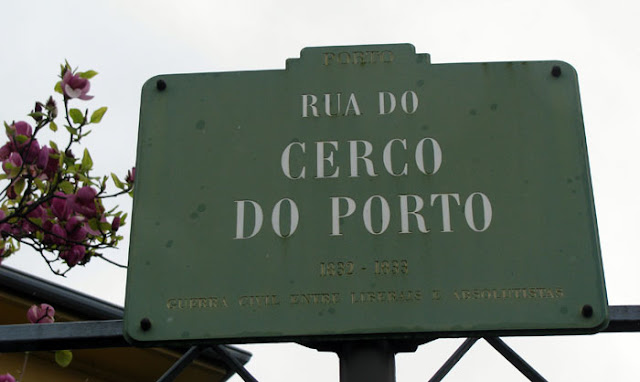 PORTO
RUA DO
CERCO
DO PORTO
1832 - 1833
GUERRA CIVIL ENTRE LIBERAIS E ABSOLUTISTAS